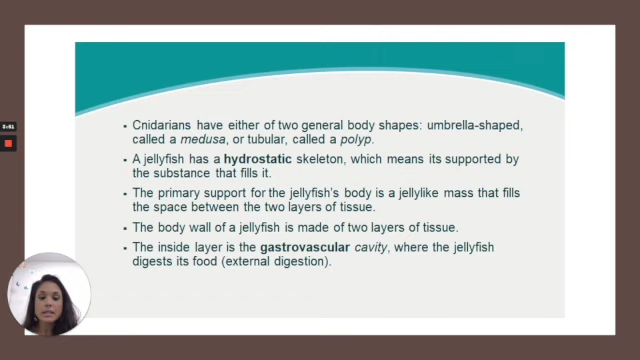 • Cnidarians have either of two general body shapes: umbrella-shaped,
called a medusa, or tubular, called a polyp.
• A jellyfish has a hydrostatic skeleton, which means its supported by
the substance that fills it.
• The primary support for the jellyfish's body is a jellylike mass that fills
the space between the two layers of tissue.
• The body wall of a jellyfish is made of two layers of tissue.
• The inside layer is the gastrovascular cavity, where the jellyfish
digests its food (external digestion).